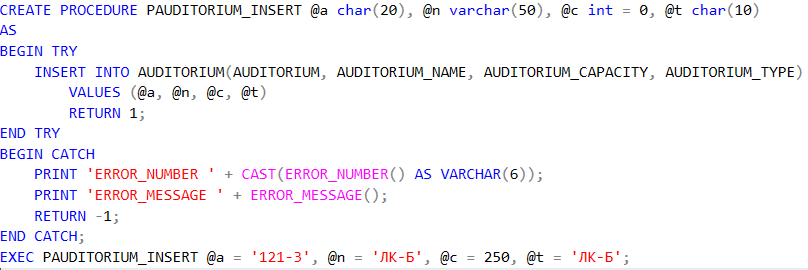 CREATE PROCEDURE PAUDITORIUM_INSERT @a char(20), @n varchar(50), @c int = 0, @t char(10)
AS
BEGIN TRY
    INSERT INTO AUDITORIUM(AUDITORIUM, AUDITORIUM_NAME, AUDITORIUM_CAPACITY, AUDITORIUM_TYPE)
        VALUES (@a, @n, @c, @t)
        RETURN 1;
END TRY
BEGIN CATCH
    PRINT 'ERROR_NUMBER ' + CAST(ERROR_NUMBER() AS VARCHAR(6));
    PRINT 'ERROR_MESSAGE ' + ERROR_MESSAGE();
    RETURN -1;
END CATCH;
EXEC PAUDITORIUM_INSERT @a = '121-3', @n = 'ЛК-Б', @c = 250, @t = 'ЛК-Б';